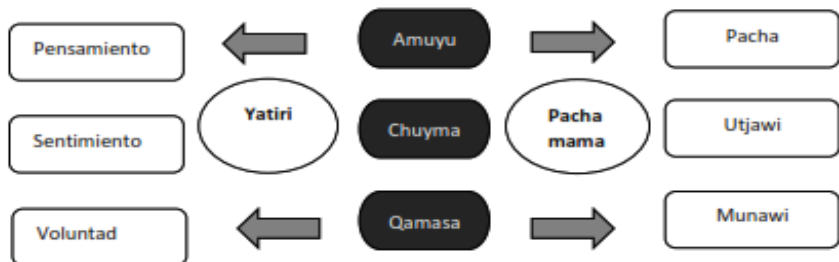 Pensamiento
Amuyu
Pacha
Yatiri
Pacha
mama
Sentimiento
Chuyma
Utjawi
Voluntad
Qamasa
Munawi